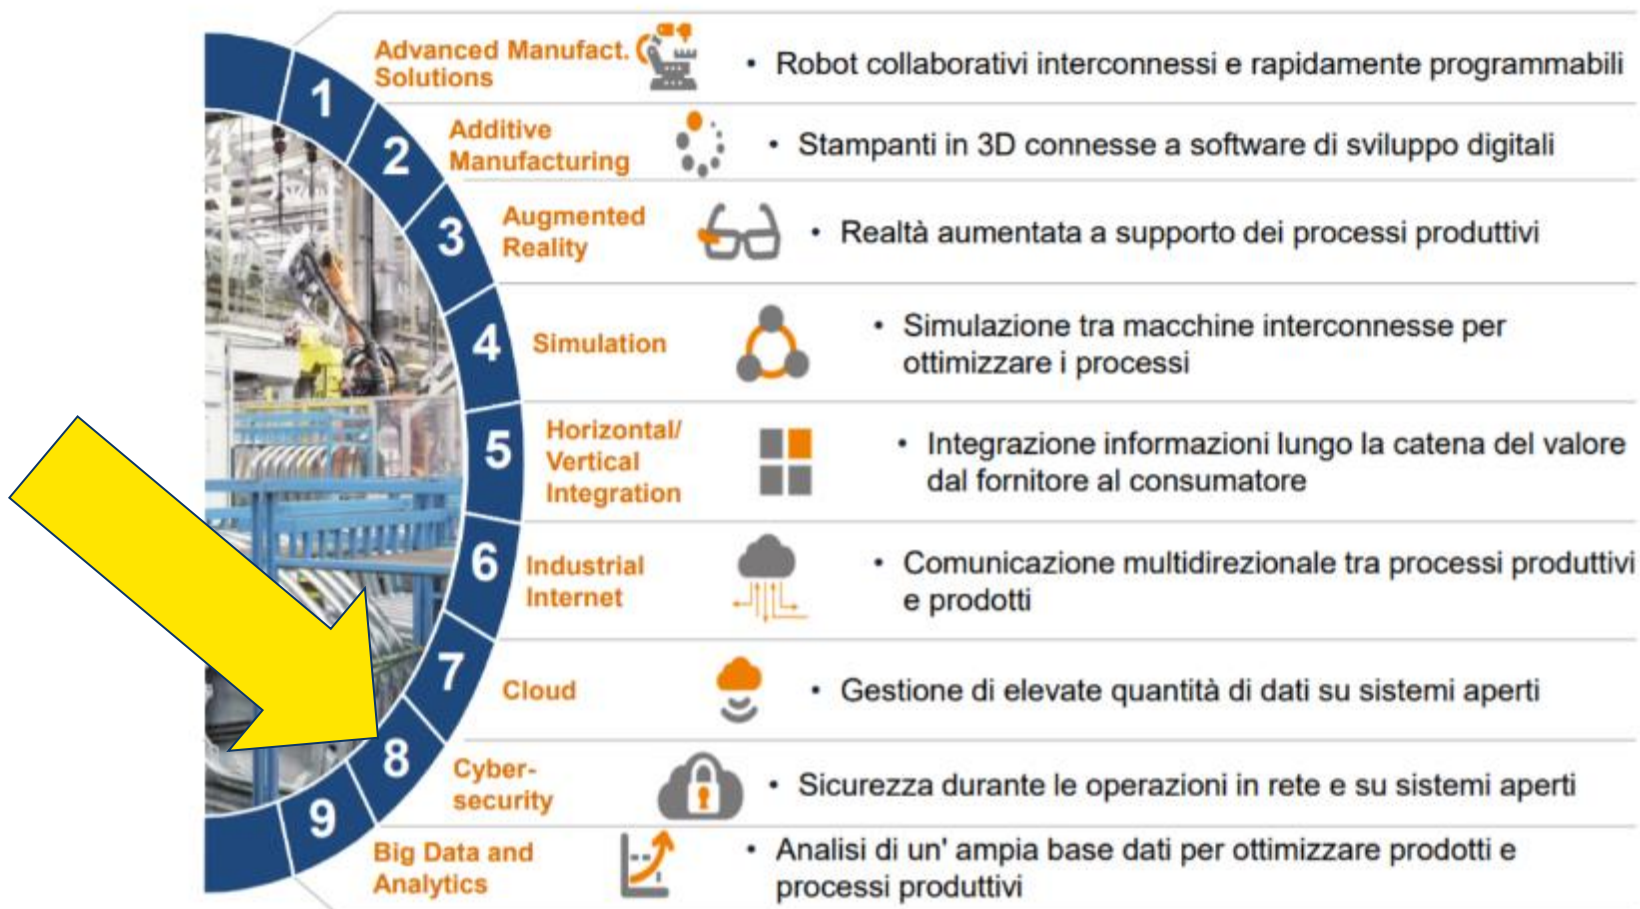 1
Advanced Manufact.
Solutions
• Robot collaborativi interconnessi e rapidamente programmabili
2
Additive
Manufacturing
• Stampanti in 3D connesse a software di sviluppo digitali
3
Augmented
Reality
• Realtà aumentata a supporto dei processi produttivi
4
Simulation
• Simulazione tra macchine interconnesse per
ottimizzare i processi
5
Horizontal/
Vertical
Integration
• Integrazione informazioni lungo la catena del valore
dal fornitore al consumatore
6
Industrial
Internet
• Comunicazione multidirezionale tra processi produttivi
e prodotti
7
Cloud
• Gestione di elevate quantità di dati su sistemi aperti
8
Cyber-
security
• Sicurezza durante le operazioni in rete e su sistemi aperti
9
Big Data and
Analytics
• Analisi di un' ampia base dati per ottimizzare prodotti e
processi produttivi